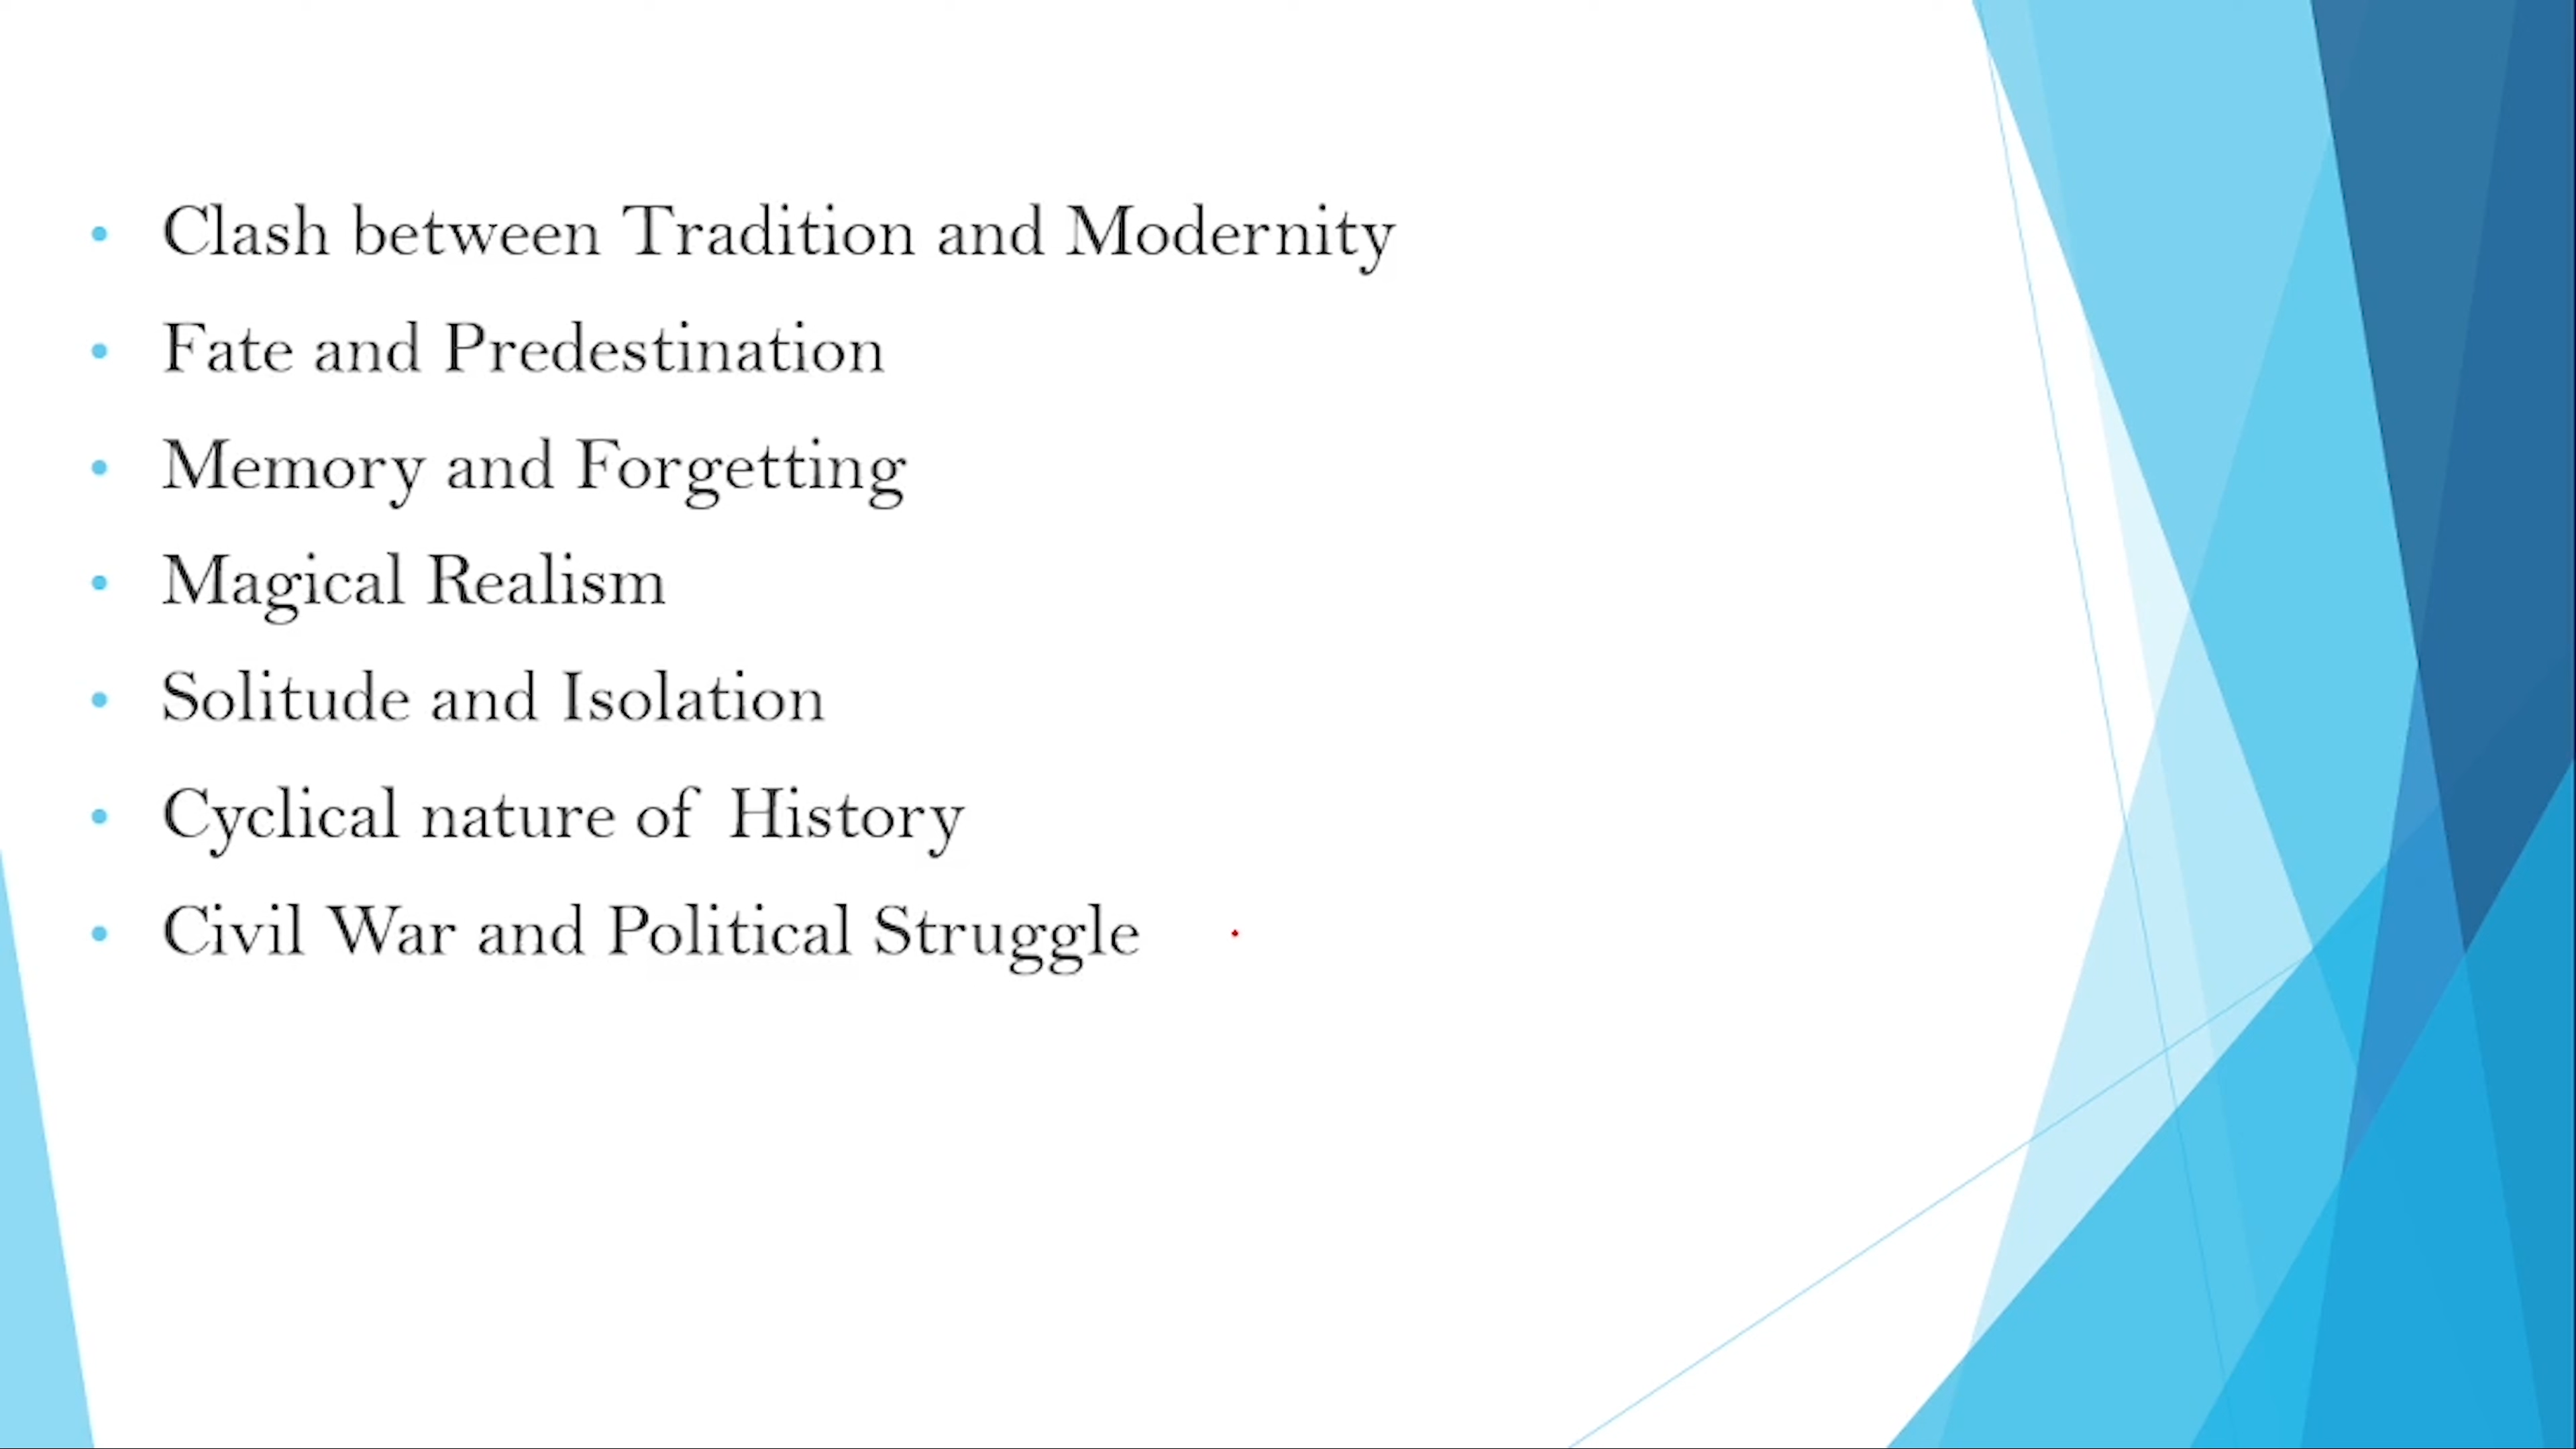 • Clash between Tradition and Modernity
• Fate and Predestination
• Memory and Forgetting
• Magical Realism
• Solitude and Isolation
• Cyclical nature of History
• Civil War and Political Struggle